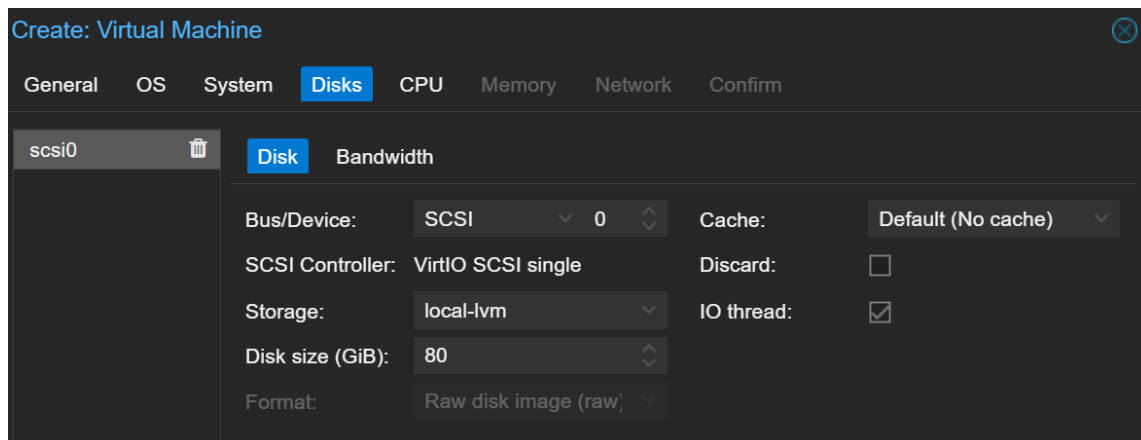 Create: Virtual Machine
General OS System Disks CPU Memory Network Confirm
scsi0
Disk Bandwidth
Bus/Device: SCSI 0 Cache: Default (No cache)
SCSI Controller: VirtIO SCSI single Discard:
Storage: local-lvm IO thread:
Disk size (GiB): 80
Format: Raw disk image (raw)